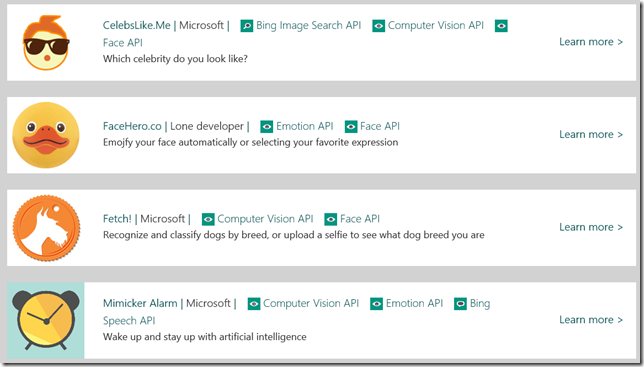 CelebsLike.Me | Microsoft | Bing Image Search API Computer Vision API
Face API
Which celebrity do you look like?
Learn more >
FaceHero.co | Lone developer | Emotion API Face API
Emojfy your face automatically or selecting your favorite expression
Learn more >
Fetch! | Microsoft | Computer Vision API Face API
Recognize and classify dogs by breed, or upload a selfie to see what dog breed you are
Learn more >
Mimicker Alarm | Microsoft | Computer Vision API Emotion API Bing
Speech API
Wake up and stay up with artificial intelligence
Learn more >